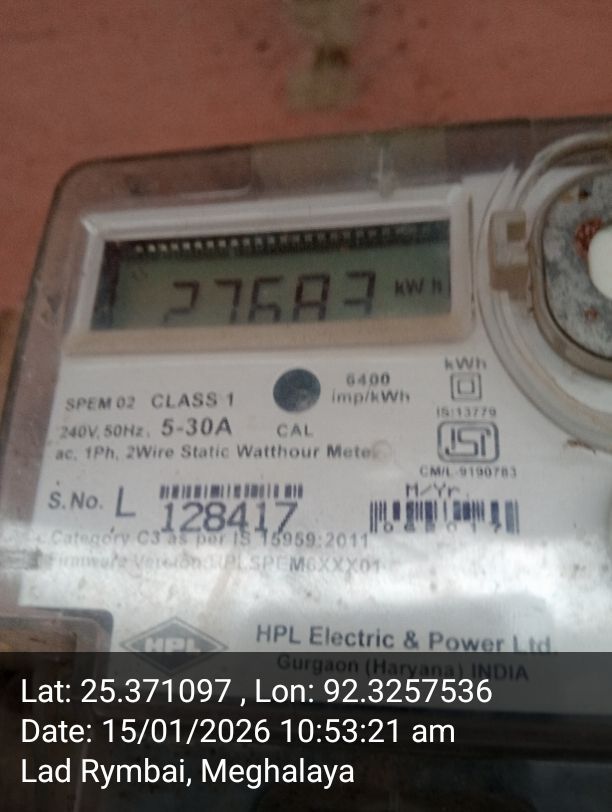 27683 kWh
kWh
SPEM 02 CLASS 1
6400
imp/kWh
240V, 50Hz, 5-30A
CAL
IS:13779
ac, 1Ph, 2Wire Static Watthour Meter
ISI
CM/L-9190783
S.No. L 128417
M/Yr.
Category C3 as per IS 15959:2011
HPL
HPL Electric & Power Ltd.
Gurgaon (Haryana) INDIA
Lat: 25.371097 , Lon: 92.3257536
Date: 15/01/2026 10:53:21 am
Lad Rymbai, Meghalaya